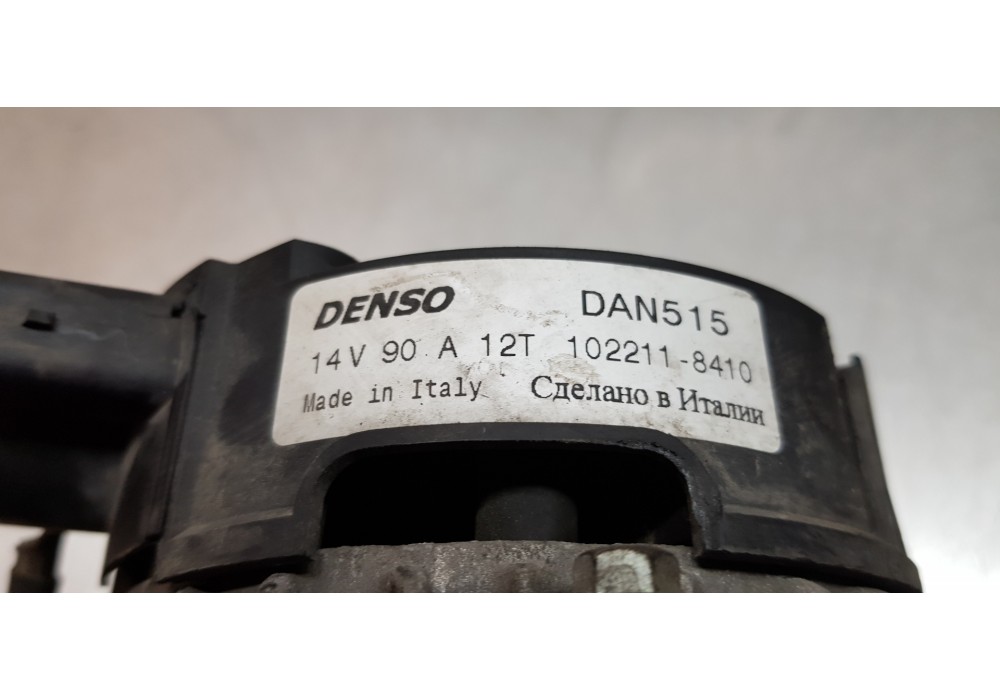 DENSO DAN515
14V 90 A 12T 102211-8410
Made in Italy Сделано в Италии